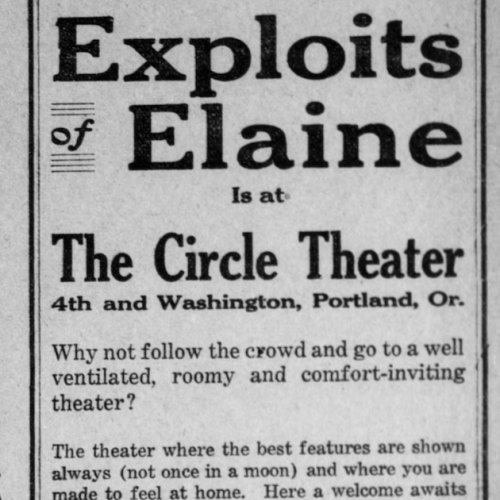 Exploits
of Elaine
Is at
The Circle Theater
4th and Washington, Portland, Or.
Why not follow the crowd and go to a well
ventilated, roomy and comfort-inviting
theater?
The theater where the best features are shown
always (not once in a moon) and where you are
made to feel at home. Here a welcome awaits